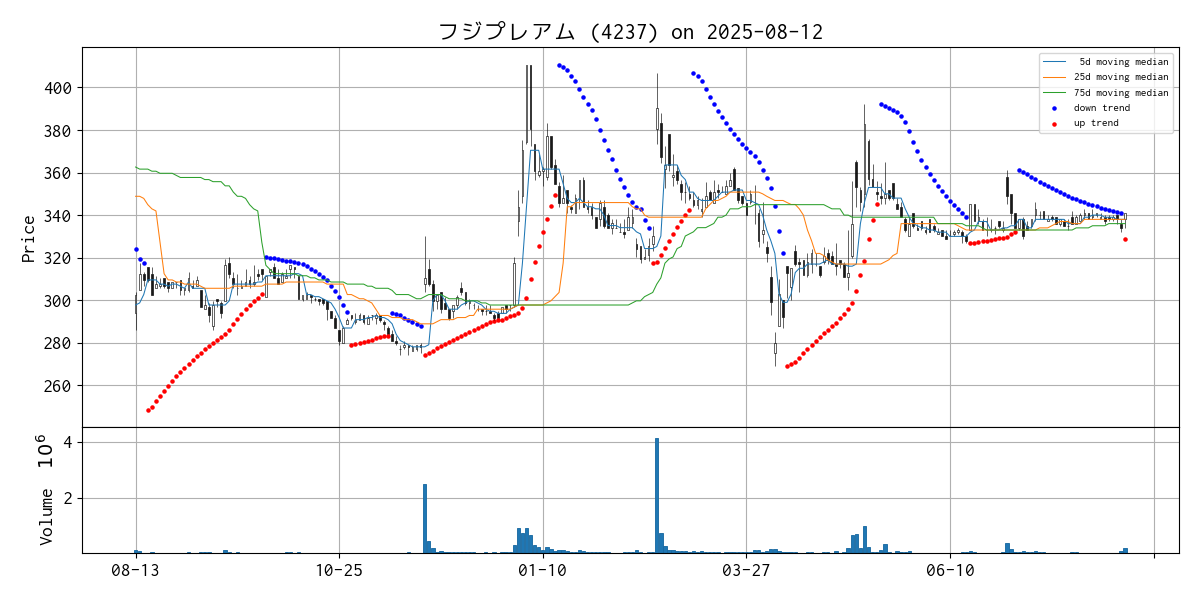 フジプレアム (4237) on 2025-08-12
5d moving median
25d moving median
75d moving median
down trend
up trend
Price
400
380
360
340
320
300
280
260
Volume 10^6
4
2
08-13 10-25 01-10 03-27 06-10